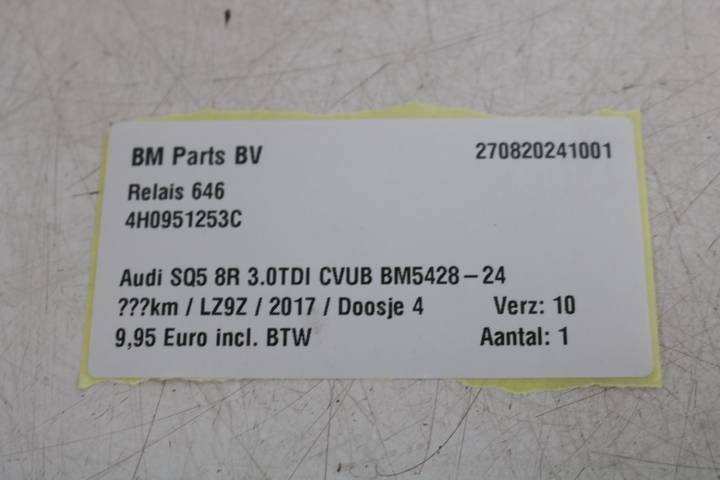 BM Parts BV 270820241001
Relais 646
4H0951253C
Audi SQ5 8R 3.0TDI CVUB BM5428-24
???km / LZ9Z / 2017 / Doosje 4 Verz: 10
9,95 Euro incl. BTW Aantal: 1